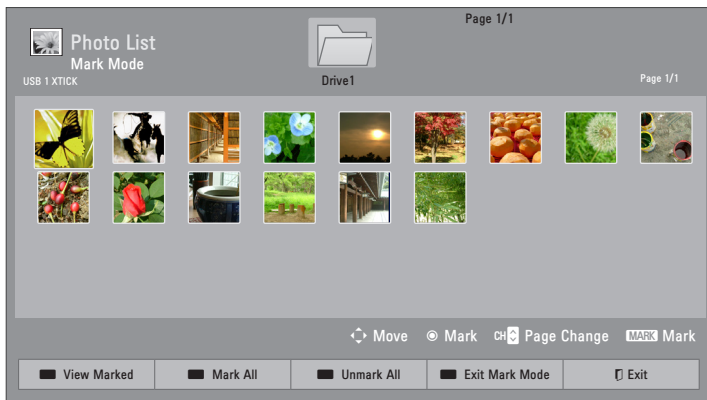 Page 1/1
Photo List
Mark Mode
USB 1 XTICK
Drive1
Page 1/1
Move
Mark
CH Page Change
MARK Mark
View Marked
Mark All
Unmark All
Exit Mark Mode
Exit